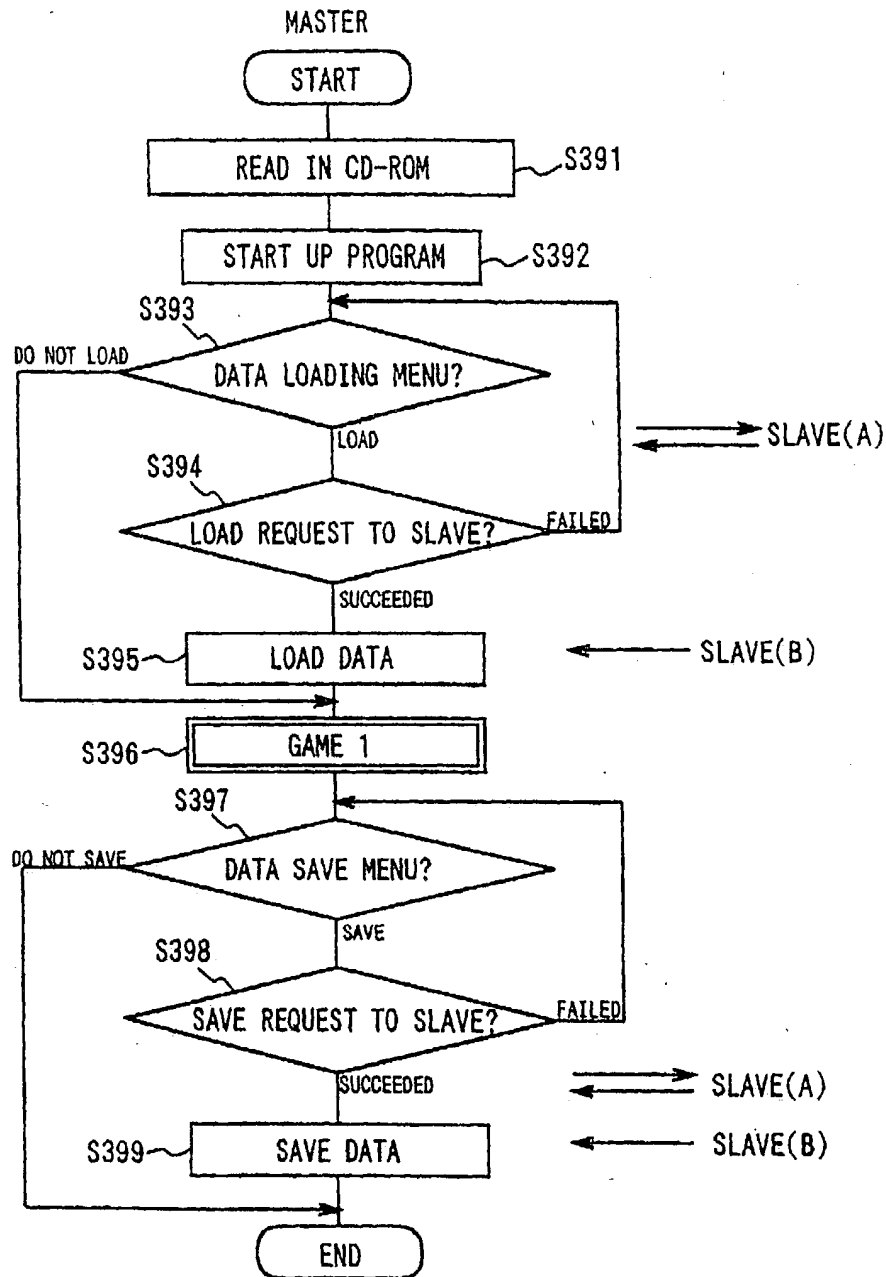 MASTER
START
READ IN CD-ROM
S391
START UP PROGRAM
S392
S393
DO NOT LOAD
DATA LOADING MENU?
LOAD
SLAVE(A)
S394
LOAD REQUEST TO SLAVE?
FAILED
SUCCEEDED
S395
LOAD DATA
SLAVE(B)
S396
GAME 1
S397
DO NOT SAVE
DATA SAVE MENU?
SAVE
S398
SAVE REQUEST TO SLAVE?
FAILED
SUCCEEDED
SLAVE(A)
S399
SAVE DATA
SLAVE(B)
END